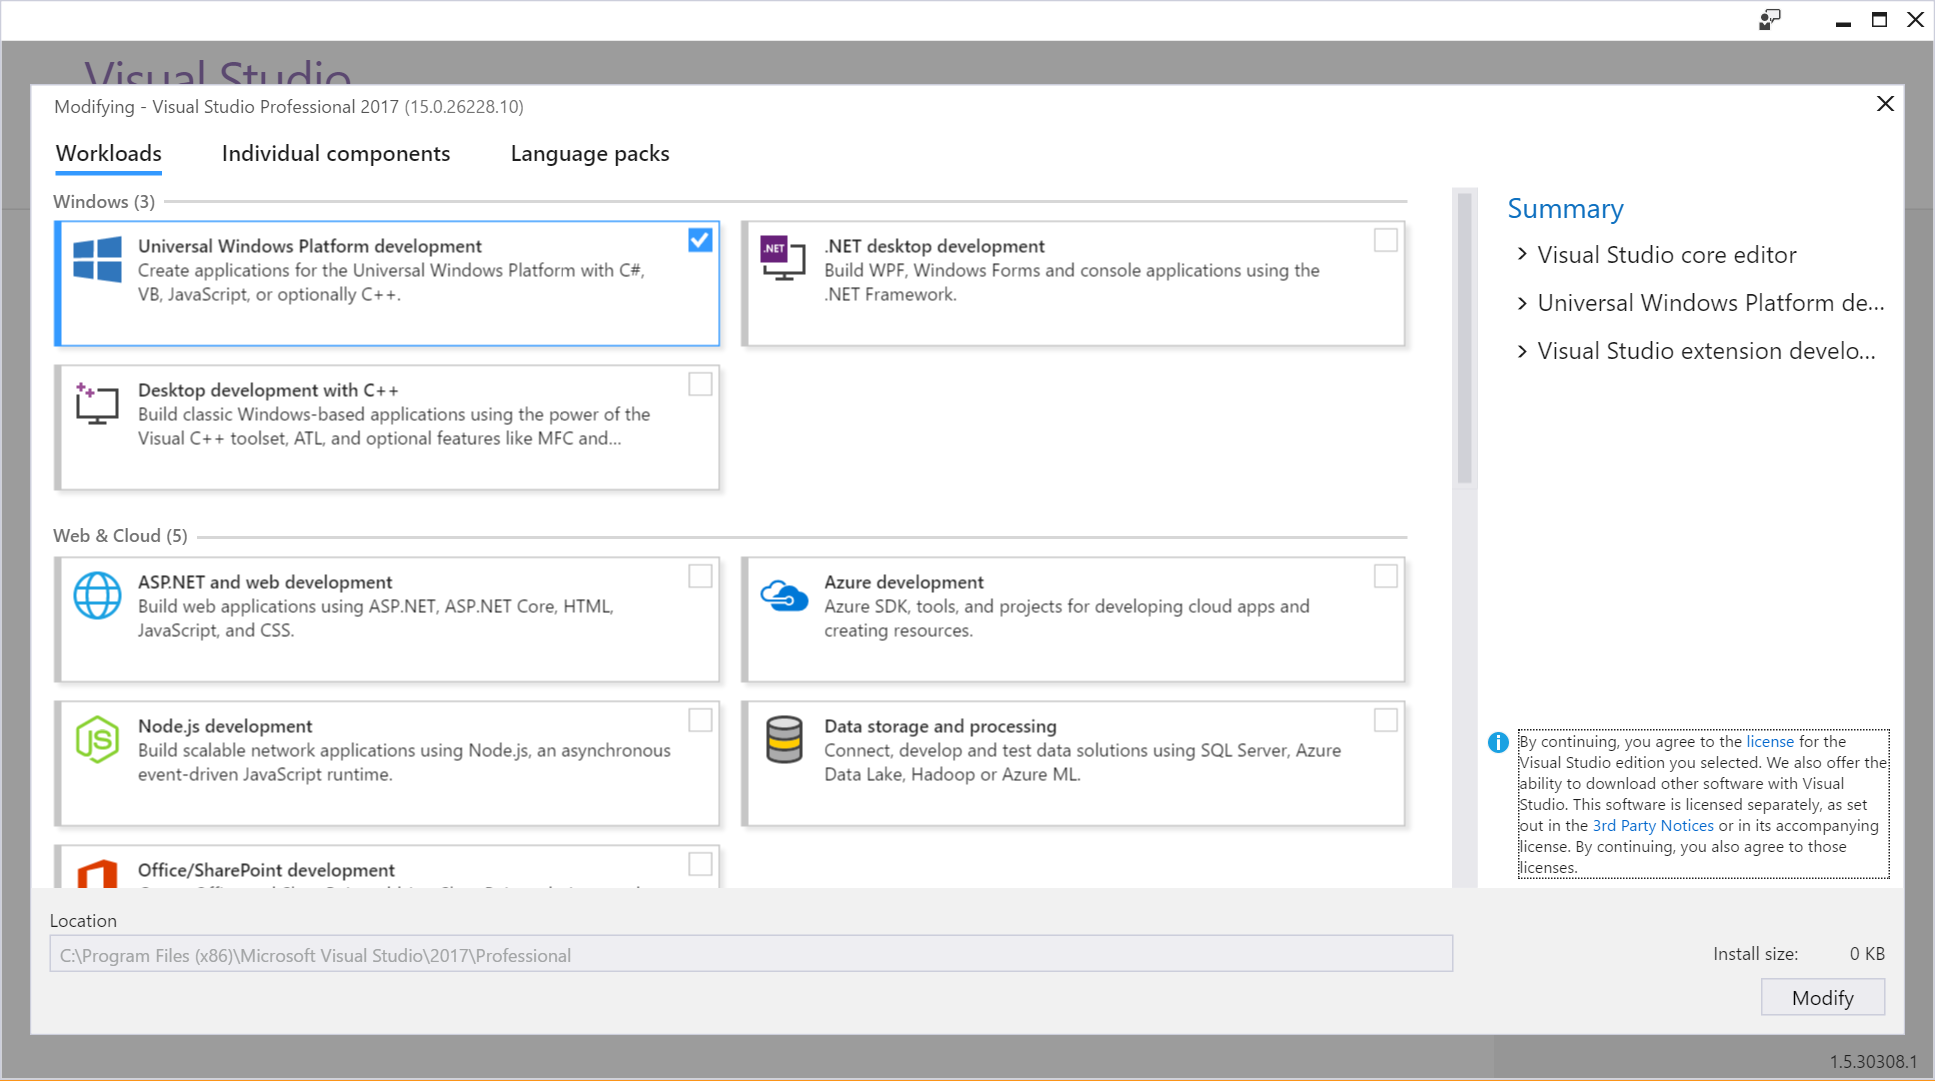 Visual Studio
Modifying - Visual Studio Professional 2017 (15.0.26228.10)
Workloads
Individual components
Language packs
Windows (3)
Universal Windows Platform development
Create applications for the Universal Windows Platform with C#,
VB, JavaScript, or optionally C++.
.NET
.NET desktop development
Build WPF, Windows Forms and console applications using the
.NET Framework.
Desktop development with C++
Build classic Windows-based applications using the power of the
Visual C++ toolset, ATL, and optional features like MFC and...
Web & Cloud (5)
ASP.NET and web development
Build web applications using ASP.NET, ASP.NET Core, HTML,
JavaScript, and CSS.
Azure development
Azure SDK, tools, and projects for developing cloud apps and
creating resources.
JS
Node.js development
Build scalable network applications using Node.js, an asynchronous
event-driven JavaScript runtime.
Data storage and processing
Connect, develop and test data solutions using SQL Server, Azure
Data Lake, Hadoop or Azure ML.
Office/SharePoint development
Summary
Visual Studio core editor
Universal Windows Platform de...
Visual Studio extension develo...
By continuing, you agree to the license for the
Visual Studio edition you selected. We also offer the
ability to download other software with Visual
Studio. This software is licensed separately, as set
out in the 3rd Party Notices or in its accompanying
license. By continuing, you also agree to those
licenses.
Location
C:\Program Files (x86)\Microsoft Visual Studio\2017\Professional
Install size: 0 KB
Modify
1.5.30308.1